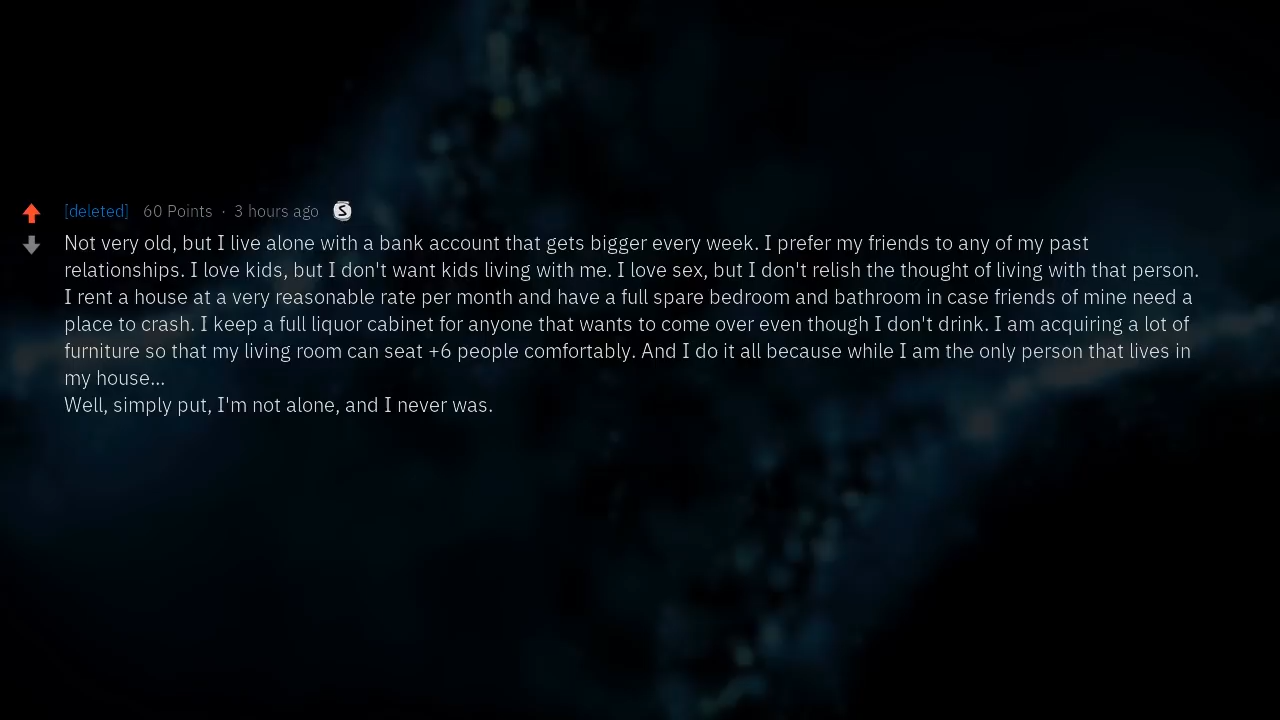 [deleted] 60 Points · 3 hours ago S
Not very old, but I live alone with a bank account that gets bigger every week. I prefer my friends to any of my past
relationships. I love kids, but I don't want kids living with me. I love sex, but I don't relish the thought of living with that person.
I rent a house at a very reasonable rate per month and have a full spare bedroom and bathroom in case friends of mine need a
place to crash. I keep a full liquor cabinet for anyone that wants to come over even though I don't drink. I am acquiring a lot of
furniture so that my living room can seat +6 people comfortably. And I do it all because while I am the only person that lives in
my house...
Well, simply put, I'm not alone, and I never was.